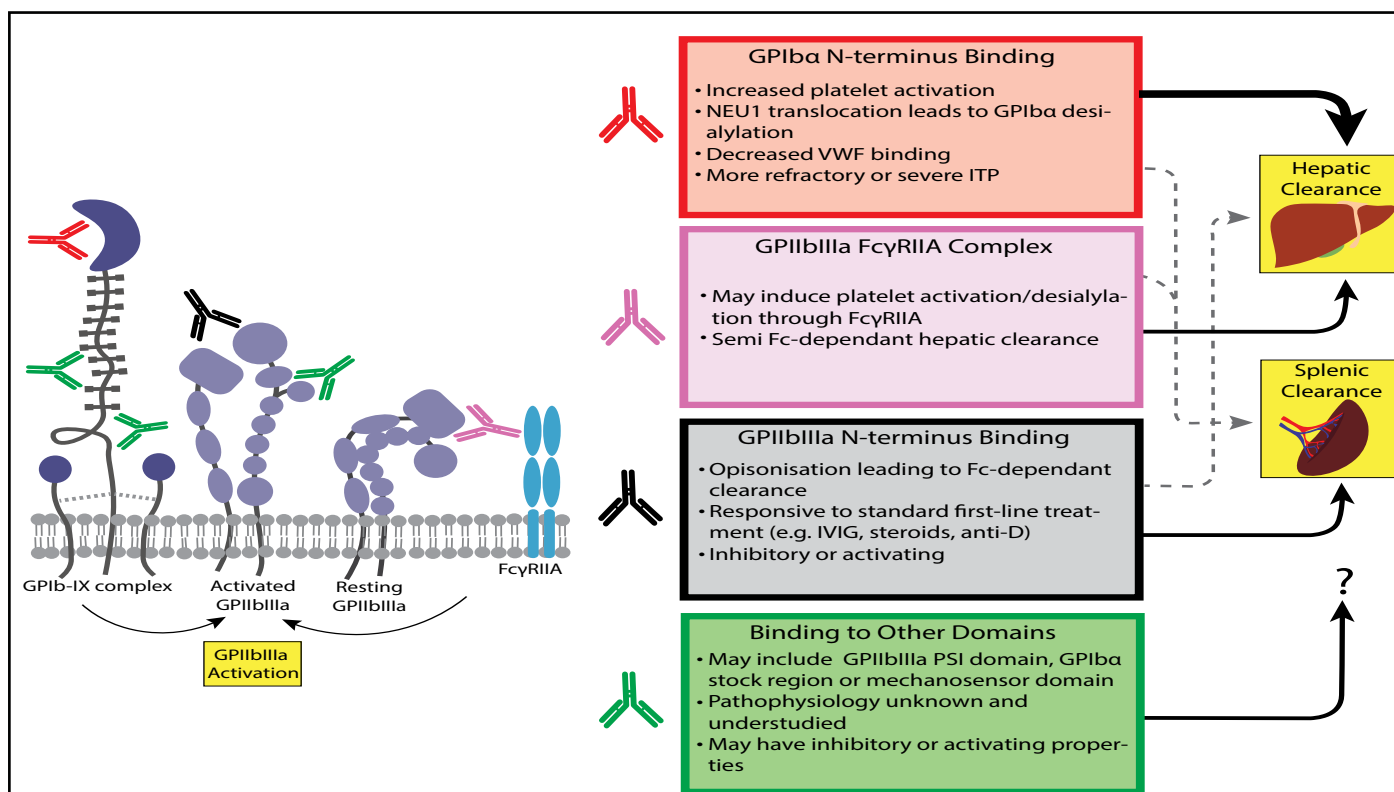 GPIbα N-terminus Binding
• Increased platelet activation
• NEU1 translocation leads to GPIbα desi-
alylation
• Decreased VWF binding
• More refractory or severe ITP
Hepatic
Clearance
GPIIbIIIa FcγRIIA Complex
• May induce platelet activation/desialyla-
tion through FcγRIIA
• Semi Fc-dependant hepatic clearance
Splenic
Clearance
GPIIbIIIa N-terminus Binding
• Opisonisation leading to Fc-dependant
clearance
• Responsive to standard first-line treat-
ment (e.g. IVIG, steroids, anti-D)
• Inhibitory or activating
?
Binding to Other Domains
• May include GPIIbIIIa PSI domain, GPIbα
stock region or mechanosensor domain
• Pathophysiology unknown and
understudied
• May have inhibitory or activating proper-
ties
GPIb-IX complex
Activated
GPIIbIIIa
Resting
GPIIbIIIa
FcγRIIA
GPIIbIIIa
Activation